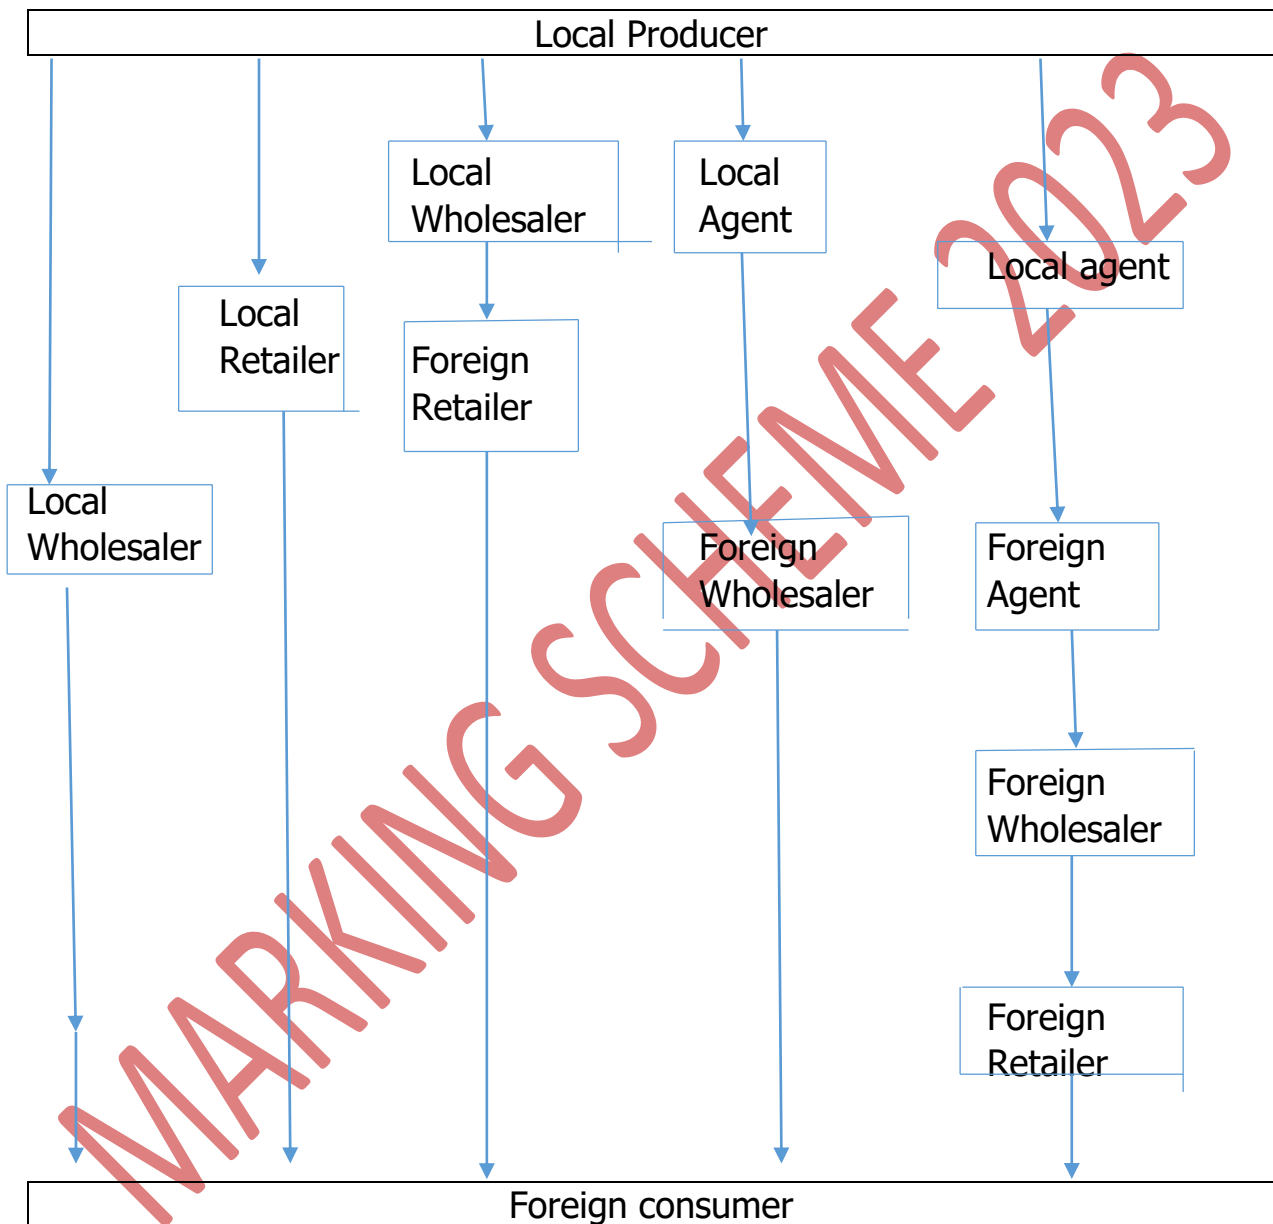 Local Producer
Local
Wholesaler
Local
Retailer
Local
Wholesaler
Foreign
Retailer
Local
Agent
Foreign
Wholesaler
Local agent
Foreign
Agent
Foreign
Wholesaler
Foreign
Retailer
Foreign consumer
MARKING SCHEME 2023